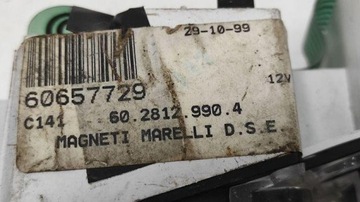 29-10-99
12V
60657729
C141 60.2812.990.4
MAGNETI MARELLI D.S.E.